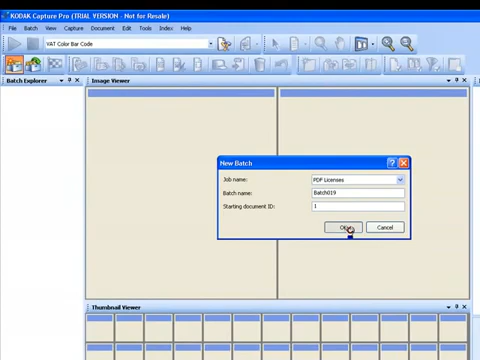 KODAK Capture Pro (TRIAL VERSION - Not for Resale)
File Batch View Capture Document Edit Tools Index Help
VAT Color Bar Code
Batch Explorer
Image Viewer
New Batch
Job name: PDF Licenses
Batch name: Batch019
Starting document ID: 1
Cancel
Thumbnail Viewer